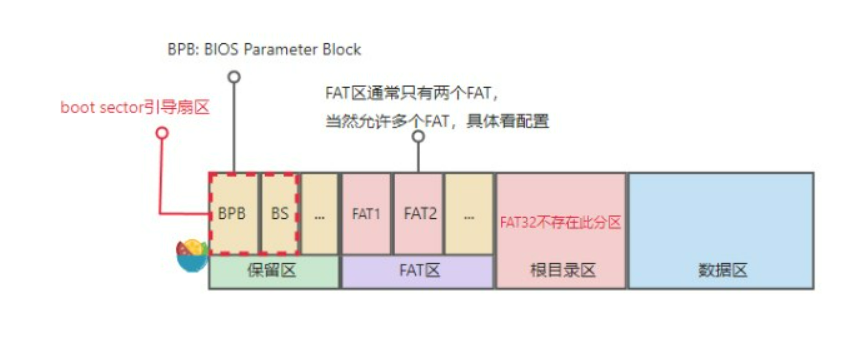 BPB: BIOS Parameter Block
boot sector引导扇区
FAT区通常只有两个FAT，
当然允许多个FAT，具体看配置
BPB
BS
...
FAT1
FAT2
...
FAT32不存在此分区
保留区
FAT区
根目录区
数据区